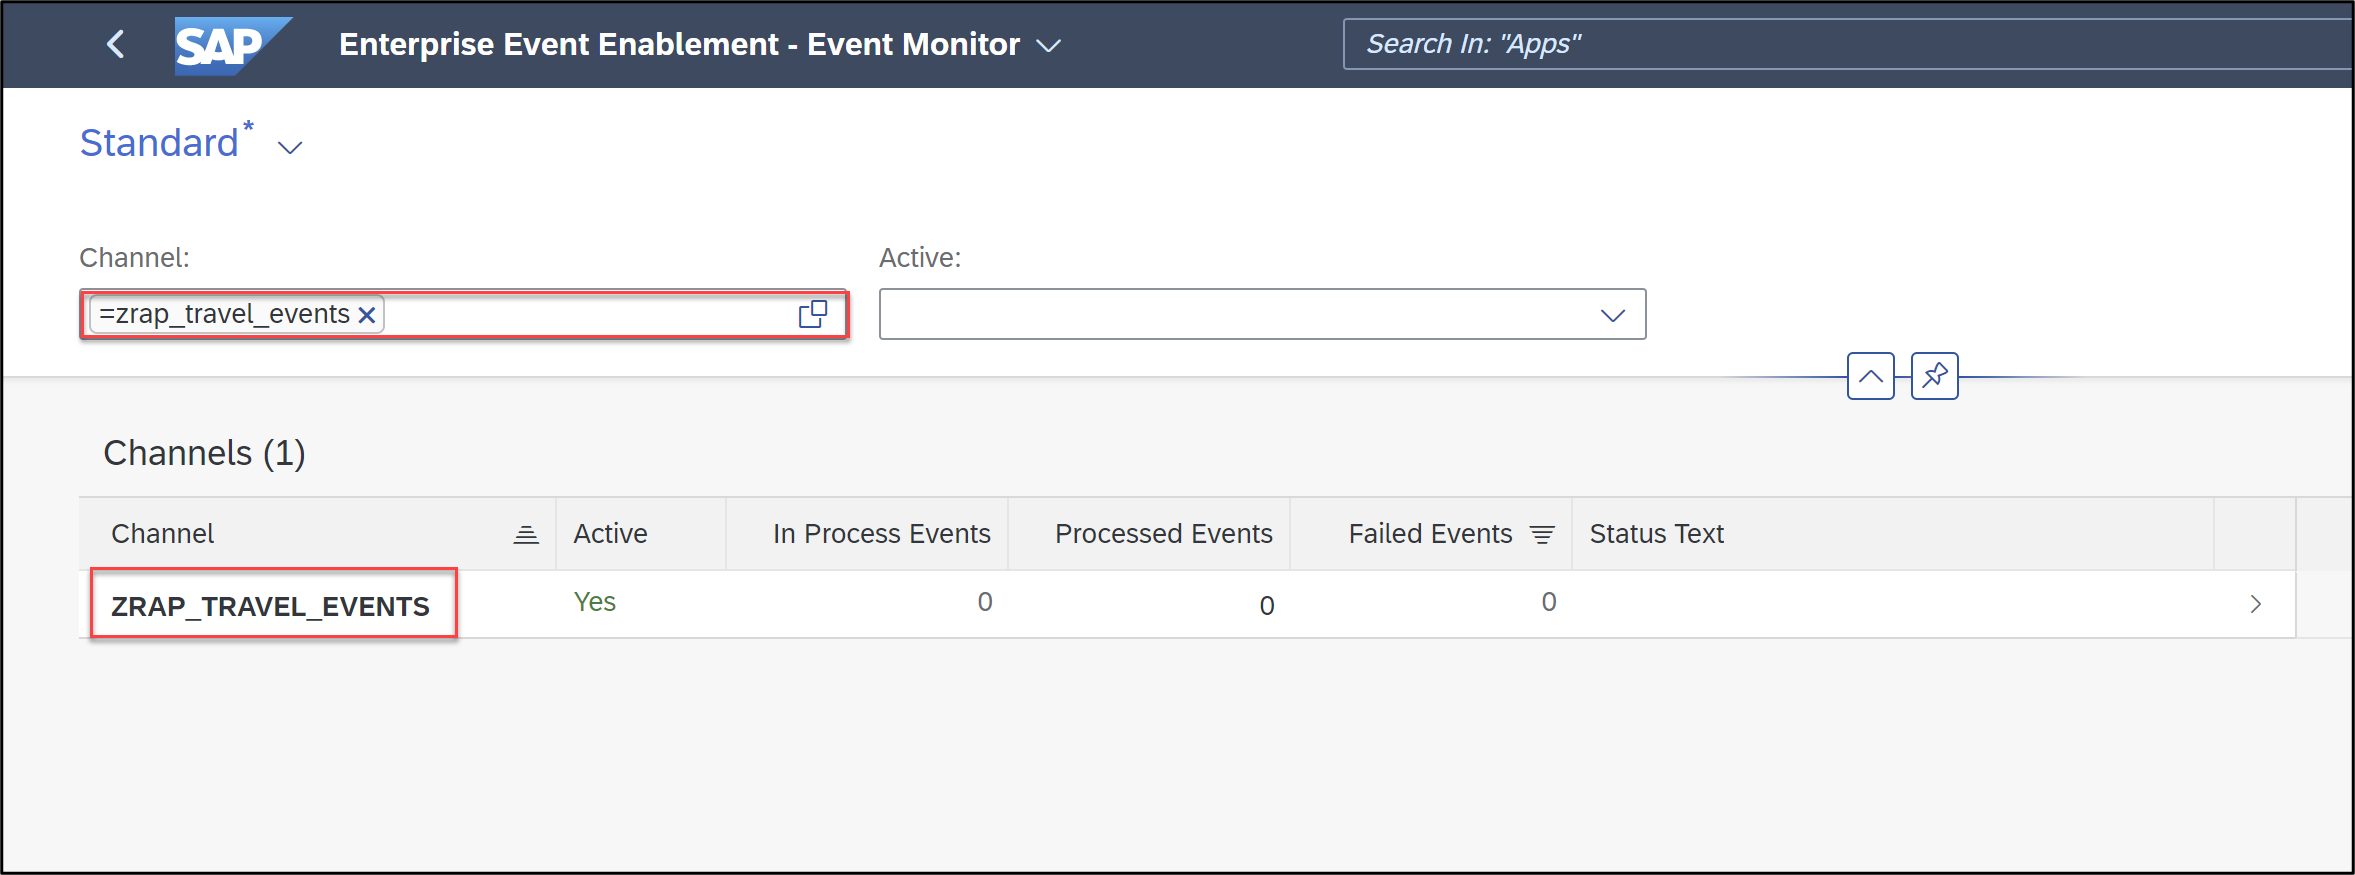 SAP Enterprise Event Enablement - Event Monitor Search In: "Apps"
Standard*
Channel: Active:
=zrap_travel_events
Channels (1)
Channel Active In Process Events Processed Events Failed Events Status Text
ZRAP_TRAVEL_EVENTS Yes 0 0 0